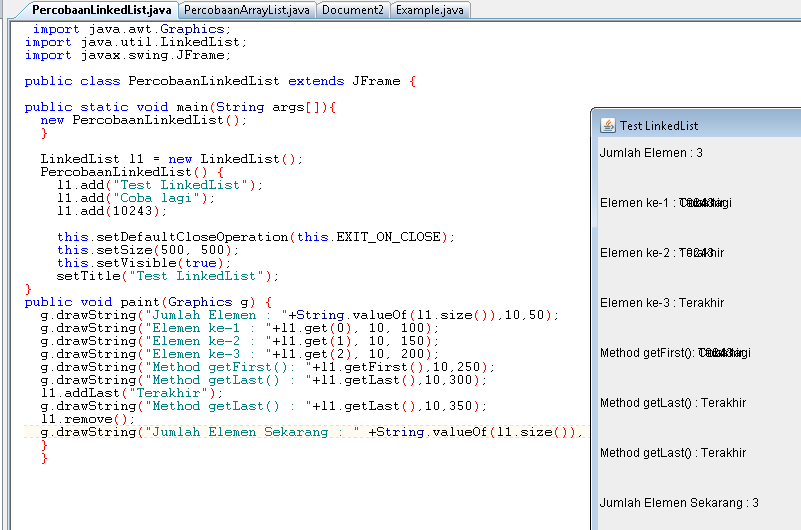 PercobaanLinkedList.java PercobaanArrayList.java Document2 Example.java
import java.awt.Graphics;
import java.util.LinkedList;
import javax.swing.JFrame;
public class PercobaanLinkedList extends JFrame {
public static void main(String args[]){
new PercobaanLinkedList();
}
LinkedList l1 = new LinkedList();
PercobaanLinkedList() {
l1.add("Test LinkedList");
l1.add("Coba lagi");
l1.add(10243);
this.setDefaultCloseOperation(this.EXIT_ON_CLOSE);
this.setSize(500, 500);
this.setVisible(true);
setTitle("Test LinkedList");
}
public void paint(Graphics g) {
g.drawString("Jumlah Elemen : "+String.valueOf(l1.size()),10,50);
g.drawString("Elemen ke-1 : "+l1.get(0), 10, 100);
g.drawString("Elemen ke-2 : "+l1.get(1), 10, 150);
g.drawString("Elemen ke-3 : "+l1.get(2), 10, 200);
g.drawString("Method getFirst(): "+l1.getFirst(),10,250);
g.drawString("Method getLast() : "+l1.getLast(),10,300);
l1.addLast("Terakhir");
g.drawString("Method getLast() : "+l1.getLast(),10,350);
l1.remove();
g.drawString("Jumlah Elemen Sekarang : " +String.valueOf(l1.size()),
}
}
Test LinkedList
Jumlah Elemen : 3
Elemen ke-1 :
Elemen ke-2 :
Elemen ke-3 : Terakhir
Method getFirst():
Method getLast() : Terakhir
Method getLast() : Terakhir
Jumlah Elemen Sekarang : 3